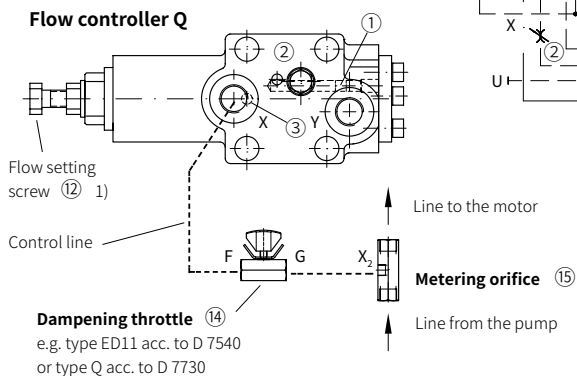 Flow controller Q
①
②
X
②
U
③
X
Y
Flow setting
screw ⑫ 1)
Line to the motor
Control line
F
G
X2
Metering orifice ⑮
Dampening throttle ⑭
Line from the pump
e.g. type ED11 acc. to D 7540
or type Q acc. to D 7730